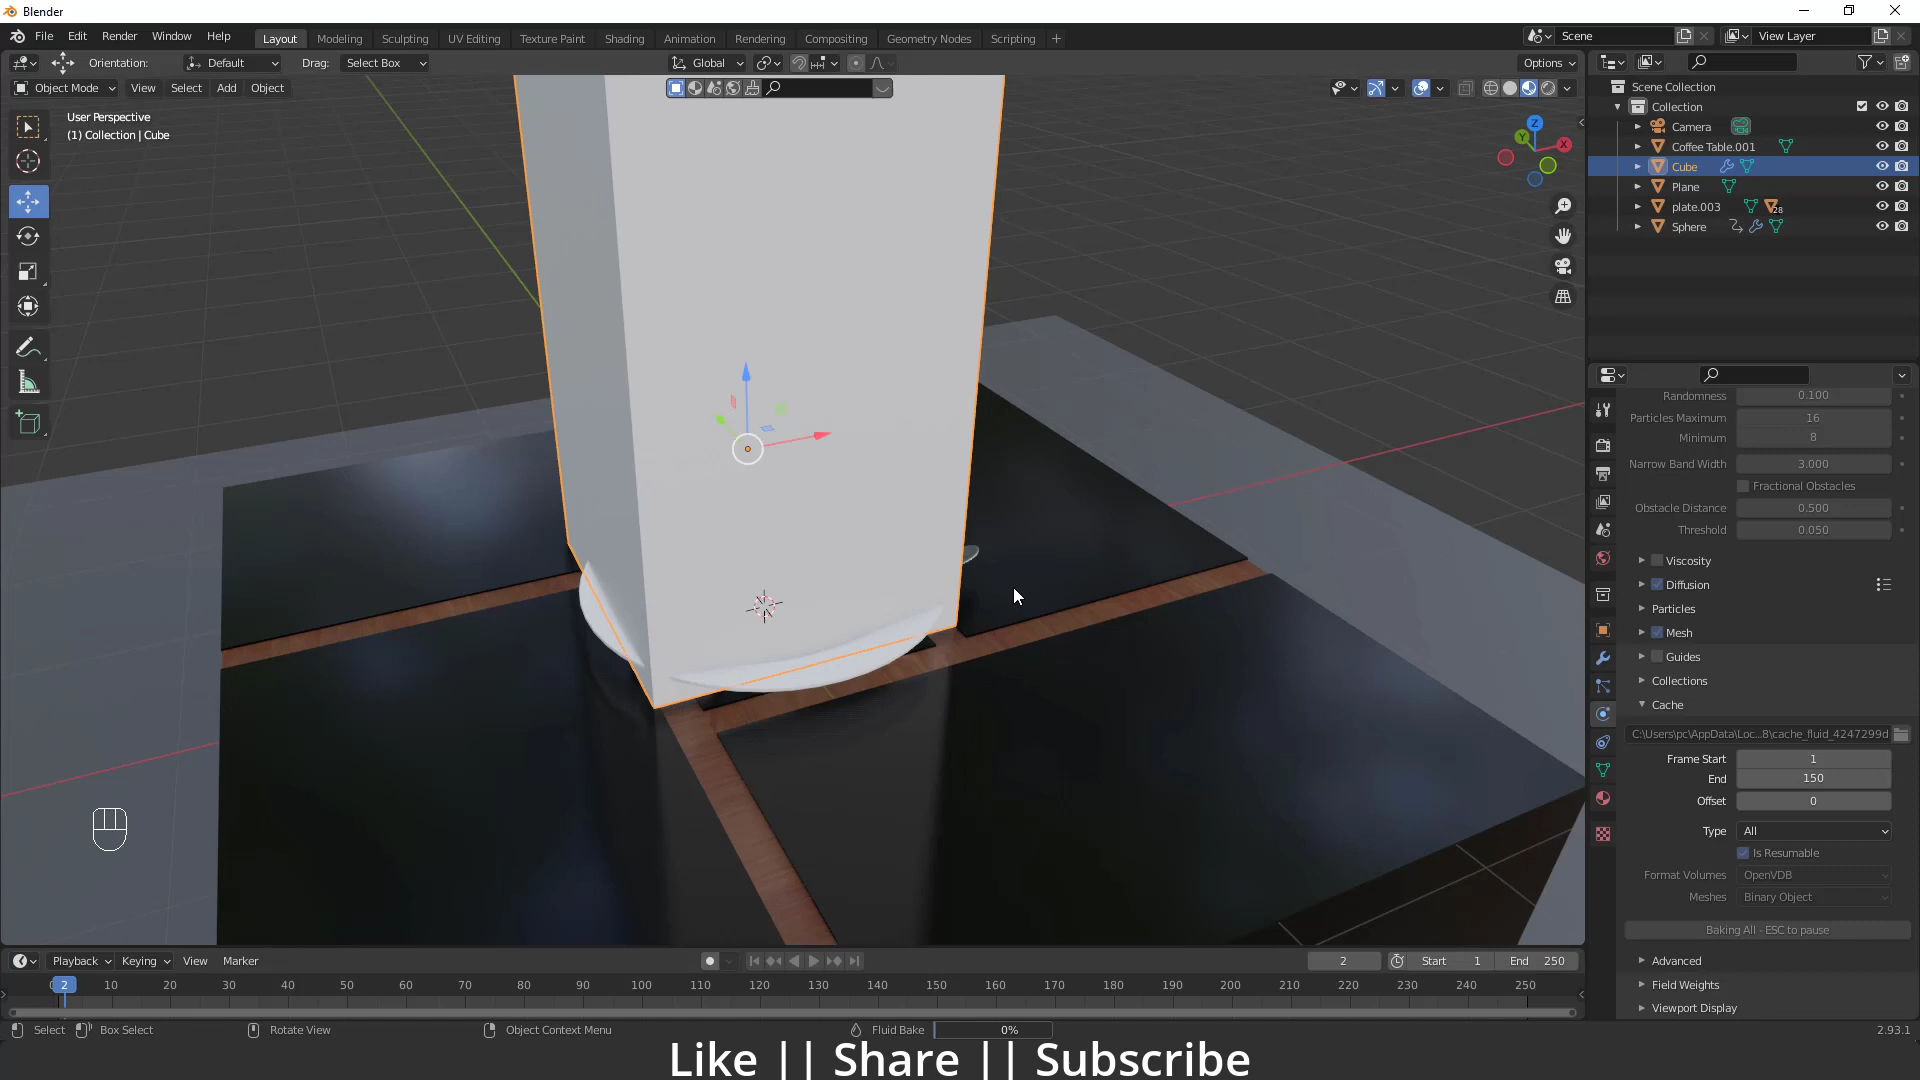 Blender
File Edit Render Window Help
Layout Modeling Sculpting UV Editing Texture Paint Shading Animation Rendering Compositing Geometry Nodes Scripting +
Scene
View Layer
Orientation: Default Drag: Select Box
Global
Options
Object Mode View Select Add Object
User Perspective
(1) Collection | Cube
Z
Y
X
Scene Collection
Collection
Camera
Coffee Table.001
Cube
Plane
plate.003 28
Sphere
Randomness 0.100
Particles Maximum 16
Minimum 8
Narrow Band Width 3.000
Fractional Obstacles
Obstacle Distance 0.500
Threshold 0.050
Viscosity
Diffusion
Particles
Mesh
Guides
Collections
Cache
C:\Users\pc\AppData\Loc...8\cache_fluid_4247299d
Frame Start 1
End 150
Offset 0
Type All
Is Resumable
Format Volumes OpenVDB
Meshes Binary Object
Baking All - ESC to pause
Advanced
Field Weights
Viewport Display
Playback Keying View Marker
2 Start 1 End 250
2 10 20 30 40 50 60 70 80 90 100 110 120 130 140 150 160 170 180 190 200 210 220 230 240 250
Select Box Select Rotate View Object Context Menu Fluid Bake 0% 2.93.1
Like || Share || Subscribe